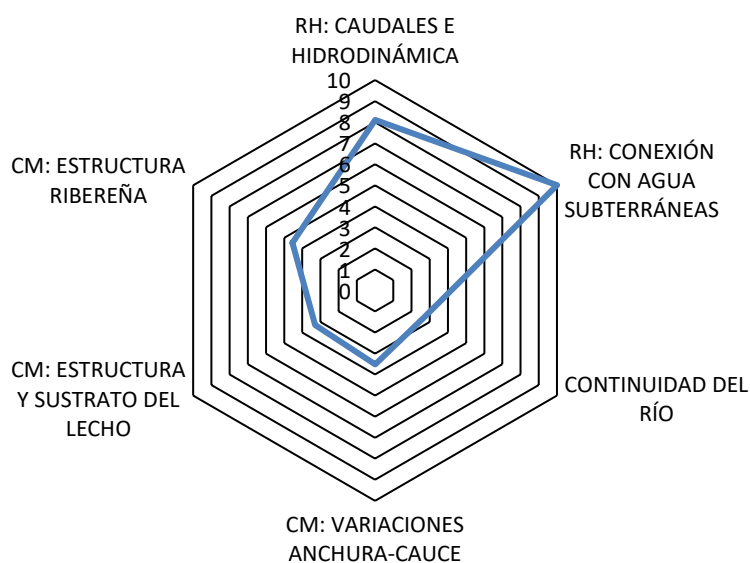 RH: CAUDALES E
HIDRODINÁMICA
10
9
8
7
6
5
4
3
2
1
0
RH: CONEXIÓN
CON AGUA
SUBTERRÁNEAS
CONTINUIDAD DEL
RÍO
CM: VARIACIONES
ANCHURA-CAUCE
CM: ESTRUCTURA
Y SUSTRATO DEL
LECHO
CM: ESTRUCTURA
RIBEREÑA